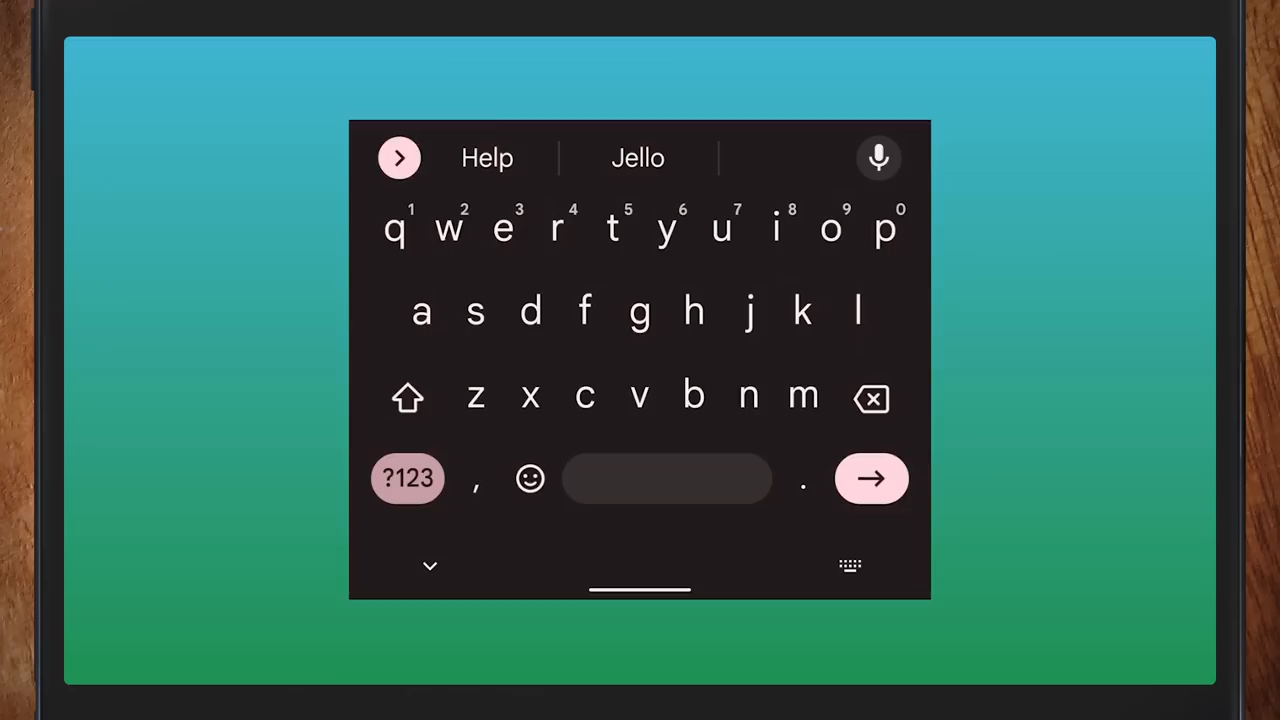 Help Jello
q1 w2 e3 r4 t5 y6 u7 i8 o9 p0
a s d f g h j k l
z x c v b n m
?123 , .